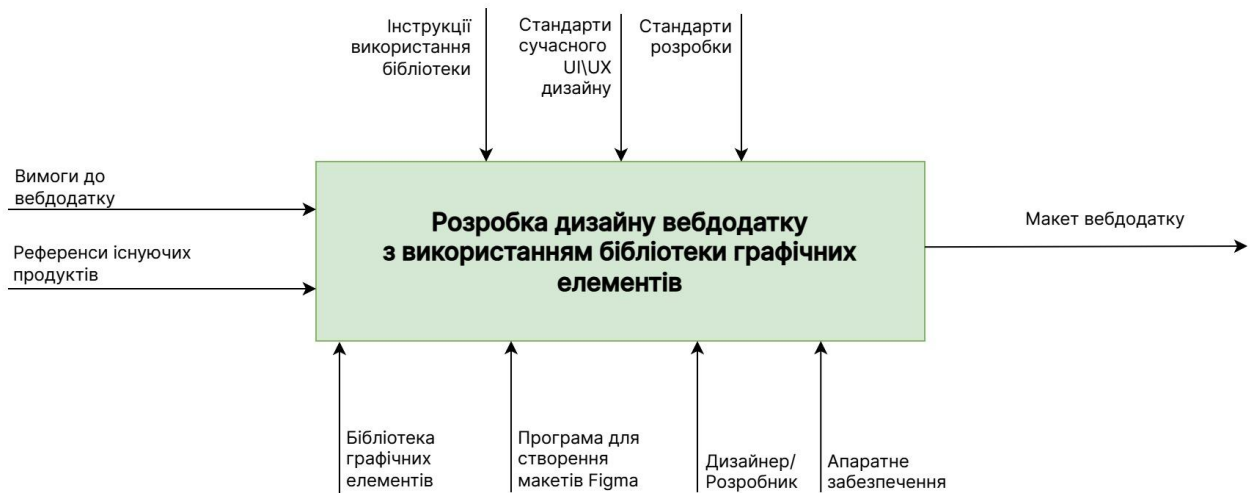 Інструкції
використання
бібліотеки
Стандарти
сучасного
UI\UX
дизайну
Стандарти
розробки
Вимоги до
вебдодатку
Референси існуючих
продуктів
Розробка дизайну вебдодатку
з використанням бібліотеки графічних
елементів
Макет вебдодатку
Бібліотека
графічних
елементів
Програма для
створення
макетів Figma
Дизайнер/
Розробник
Апаратне
забезпечення